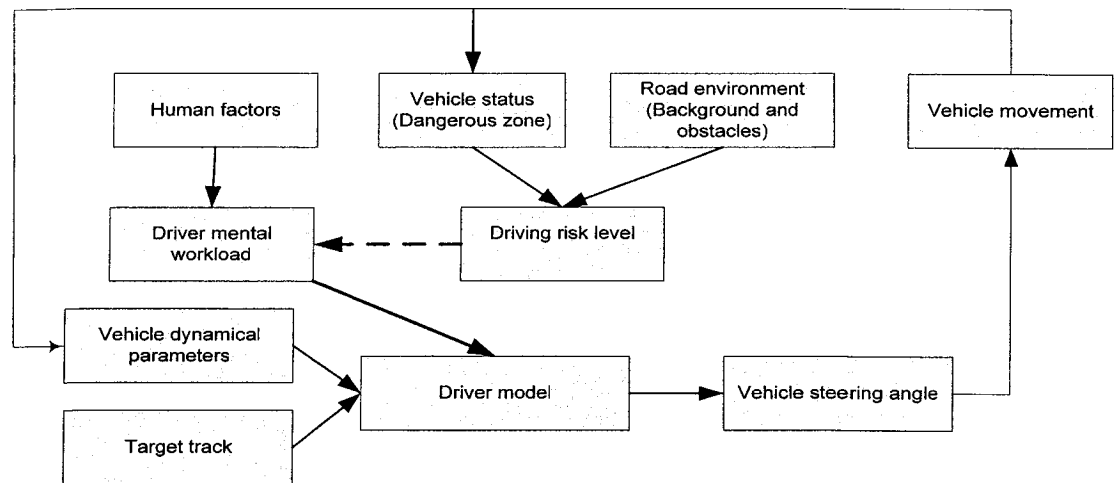 Human factors
Vehicle status
(Dangerous zone)
Road environment
(Background and
obstacles)
Vehicle movement
Driver mental
workload
Driving risk level
Vehicle dynamical
parameters
Driver model
Vehicle steering angle
Target track